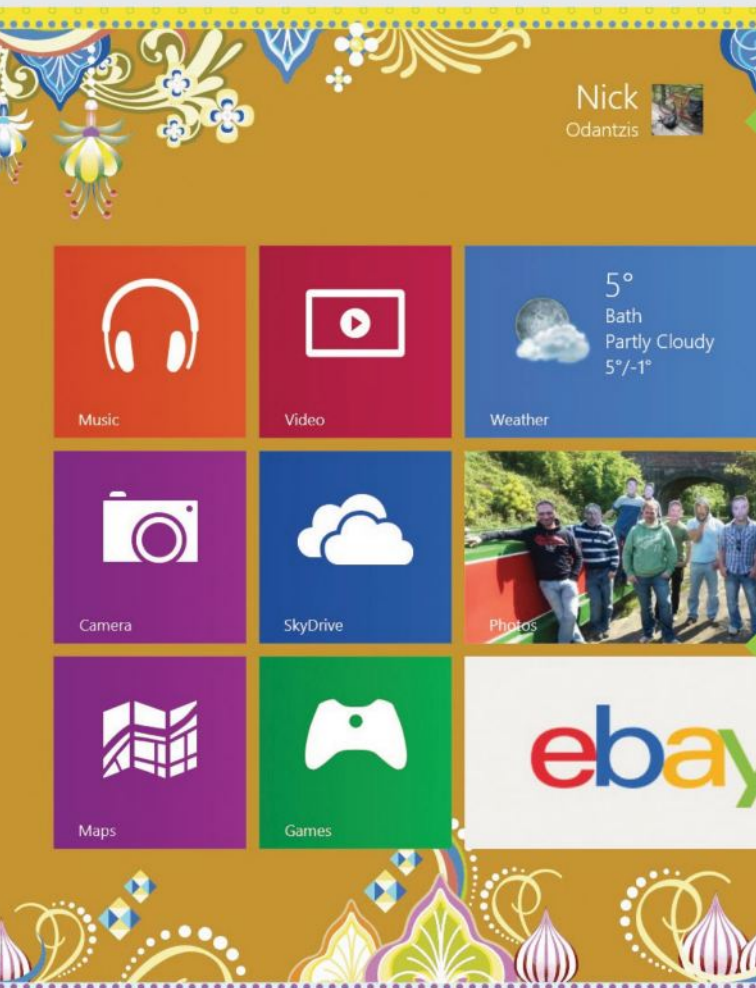 Nick
Odantzis
5°
Bath
Partly Cloudy
5°/-1°
Music
Video
Weather
Camera
SkyDrive
Photos
Maps
Games
ebay